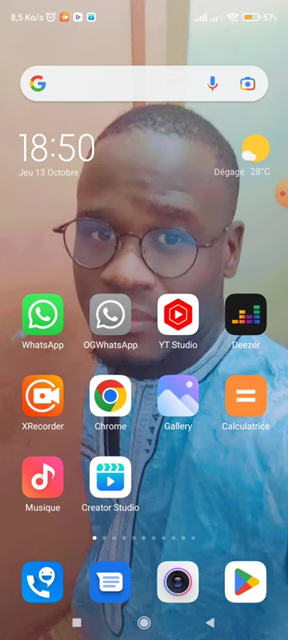 8,5 Ko/s
57%
18:50
Jeu 13 Octobre
Dégagé 28°C
WhatsApp
OGWhatsApp
YT Studio
Deezer
XRecorder
Chrome
Gallery
Calculatrice
Musique
Creator Studio